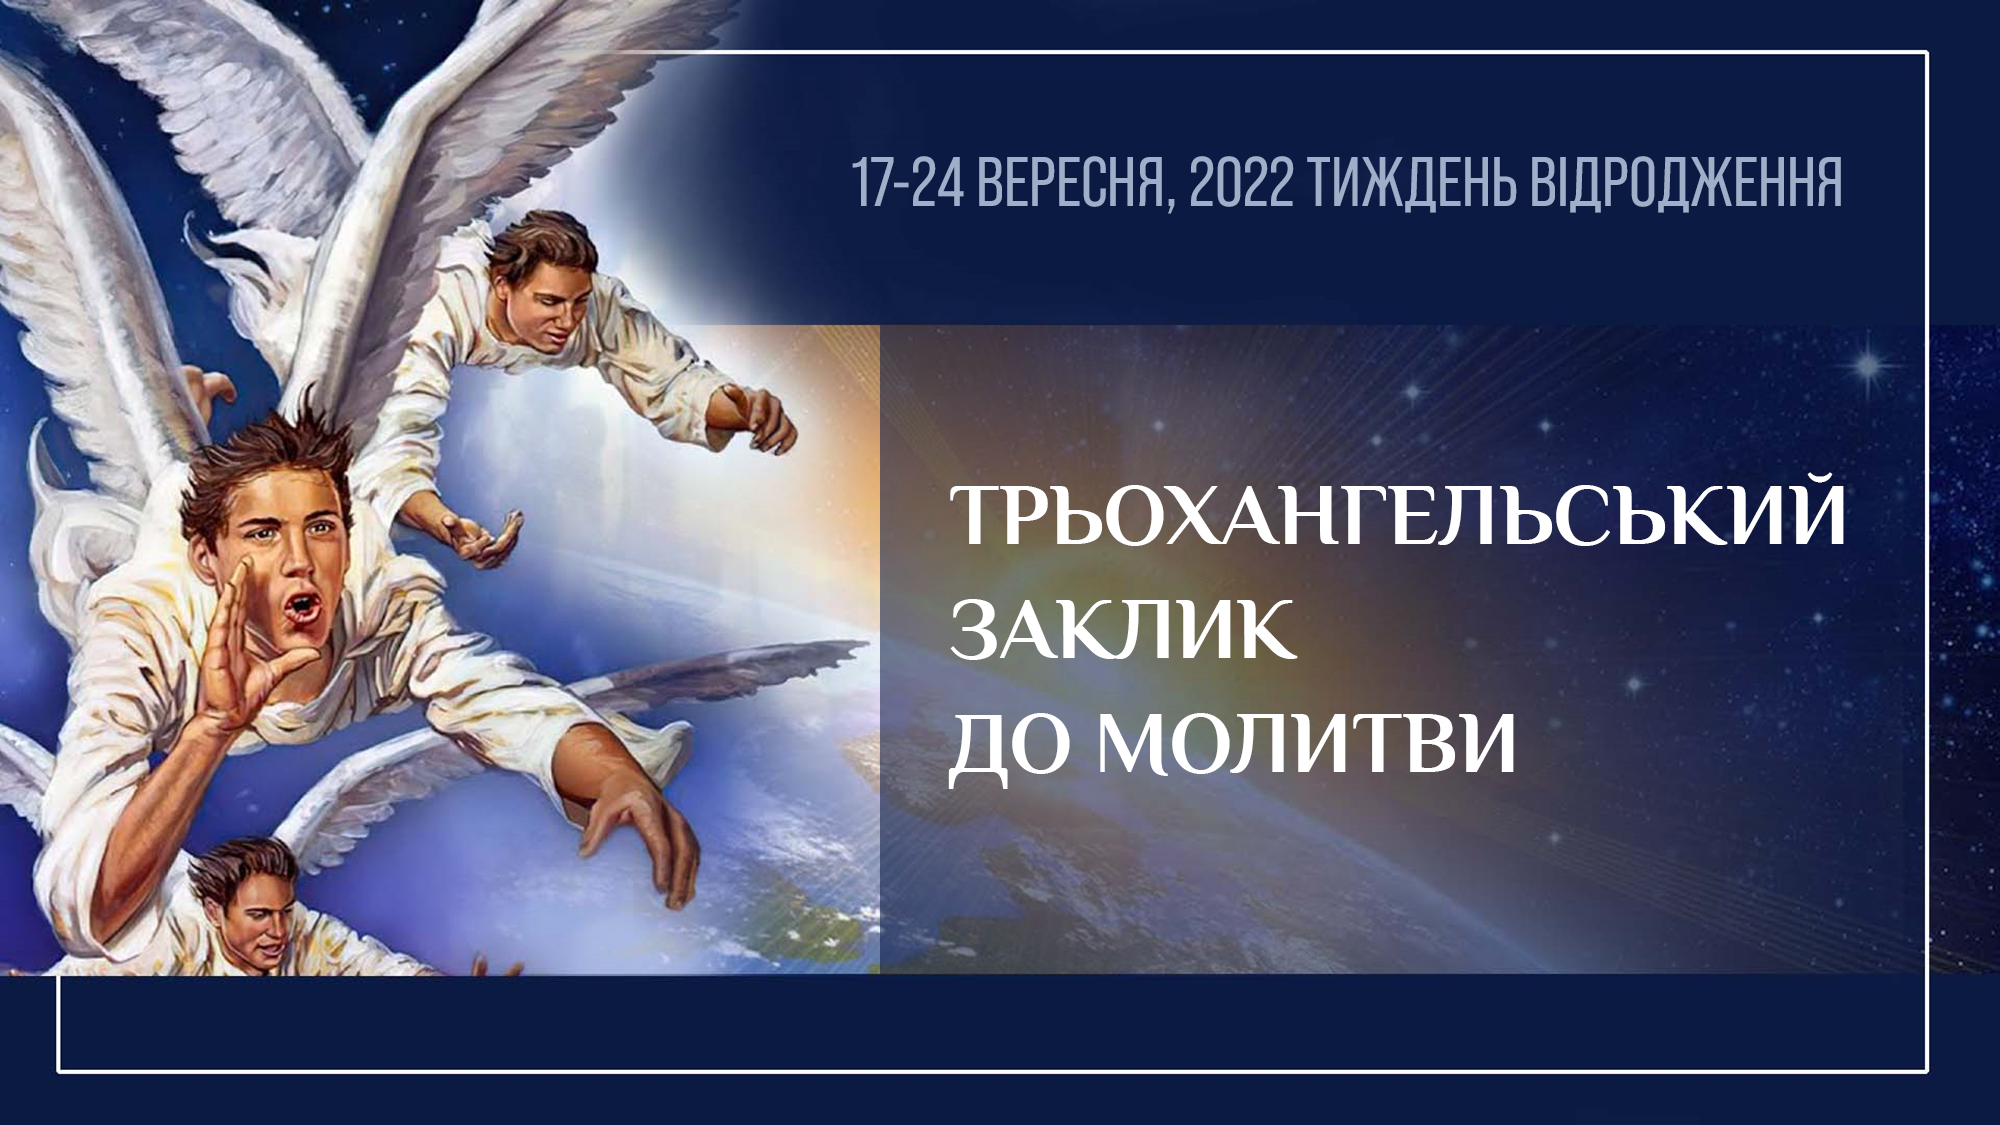 17-24 ВЕРЕСНЯ, 2022 ТИЖДЕНЬ ВІДРОДЖЕННЯ
ТРЬОХАНГЕЛЬСЬКИЙ
ЗАКЛИК
ДО МОЛИТВИ